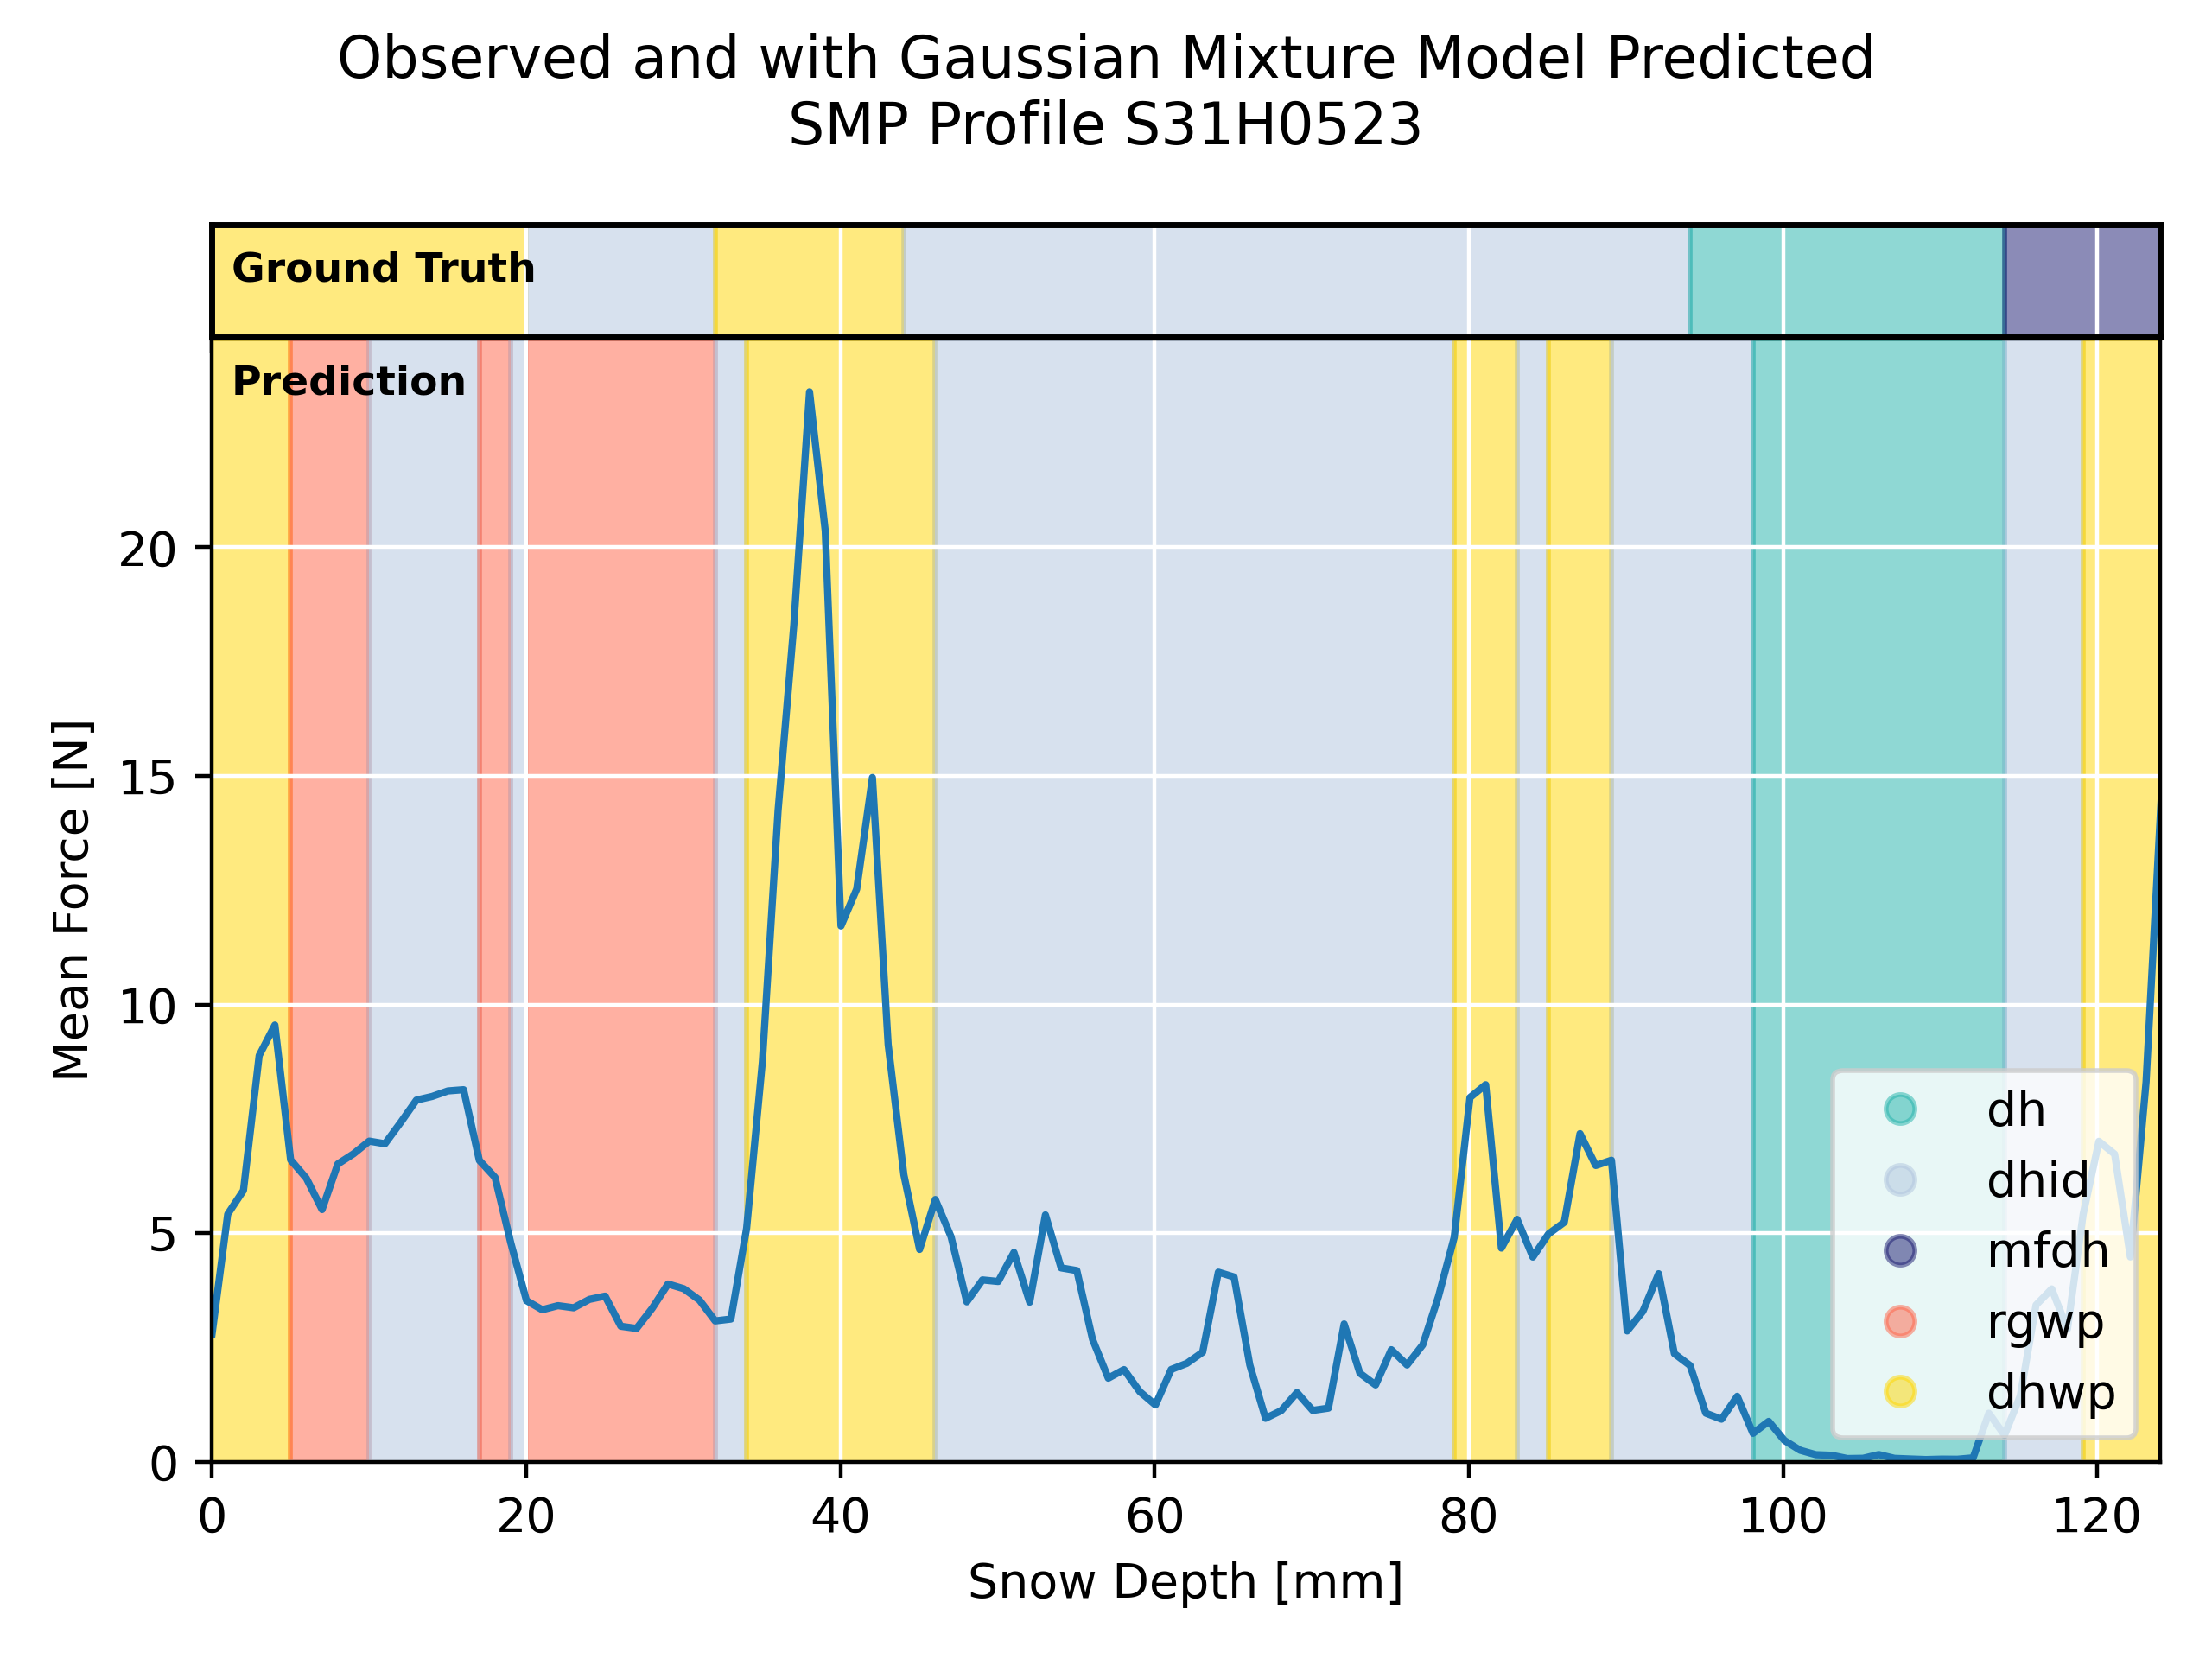 Observed and with Gaussian Mixture Model Predicted
SMP Profile S31H0523
Ground Truth
Prediction
Mean Force [N]
20
15
10
5
0
dh
dhid
mfdh
rgwp
dhwp
0 20 40 60 80 100 120
Snow Depth [mm]